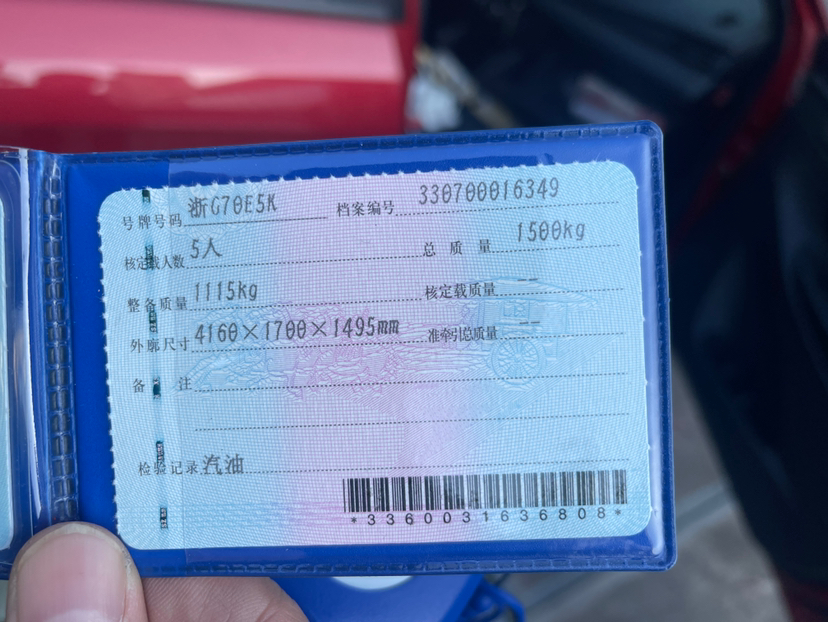 号牌号码 浙G70E5K 档案编号 330700016349
核定载人数 5人 总质量 1500kg
整备质量 1115kg 核定载质量 --
外廓尺寸 4160×1700×1495mm 准牵引总质量 --
备注
检验记录 汽油
*3360031636808*